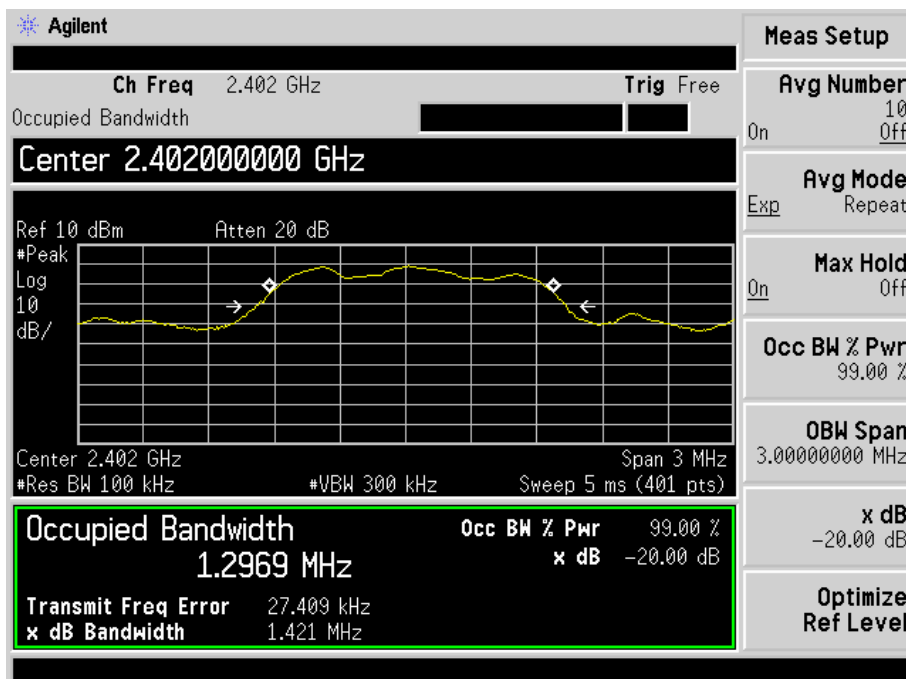 Agilent
Ch Freq 2.402 GHz Trig Free
Occupied Bandwidth
Center 2.402000000 GHz
Ref 10 dBm Atten 20 dB
#Peak
Log
10
dB/
Center 2.402 GHz Span 3 MHz
#Res BW 100 kHz #VBW 300 kHz Sweep 5 ms (401 pts)
Occupied Bandwidth Occ BW % Pwr 99.00 %
1.2969 MHz x dB -20.00 dB
Transmit Freq Error 27.409 kHz
x dB Bandwidth 1.421 MHz
Meas Setup
Avg Number
10
On Off
Avg Mode
Exp Repeat
Max Hold
On Off
Occ BW % Pwr
99.00 %
OBW Span
3.00000000 MHz
x dB
-20.00 dB
Optimize
Ref Level